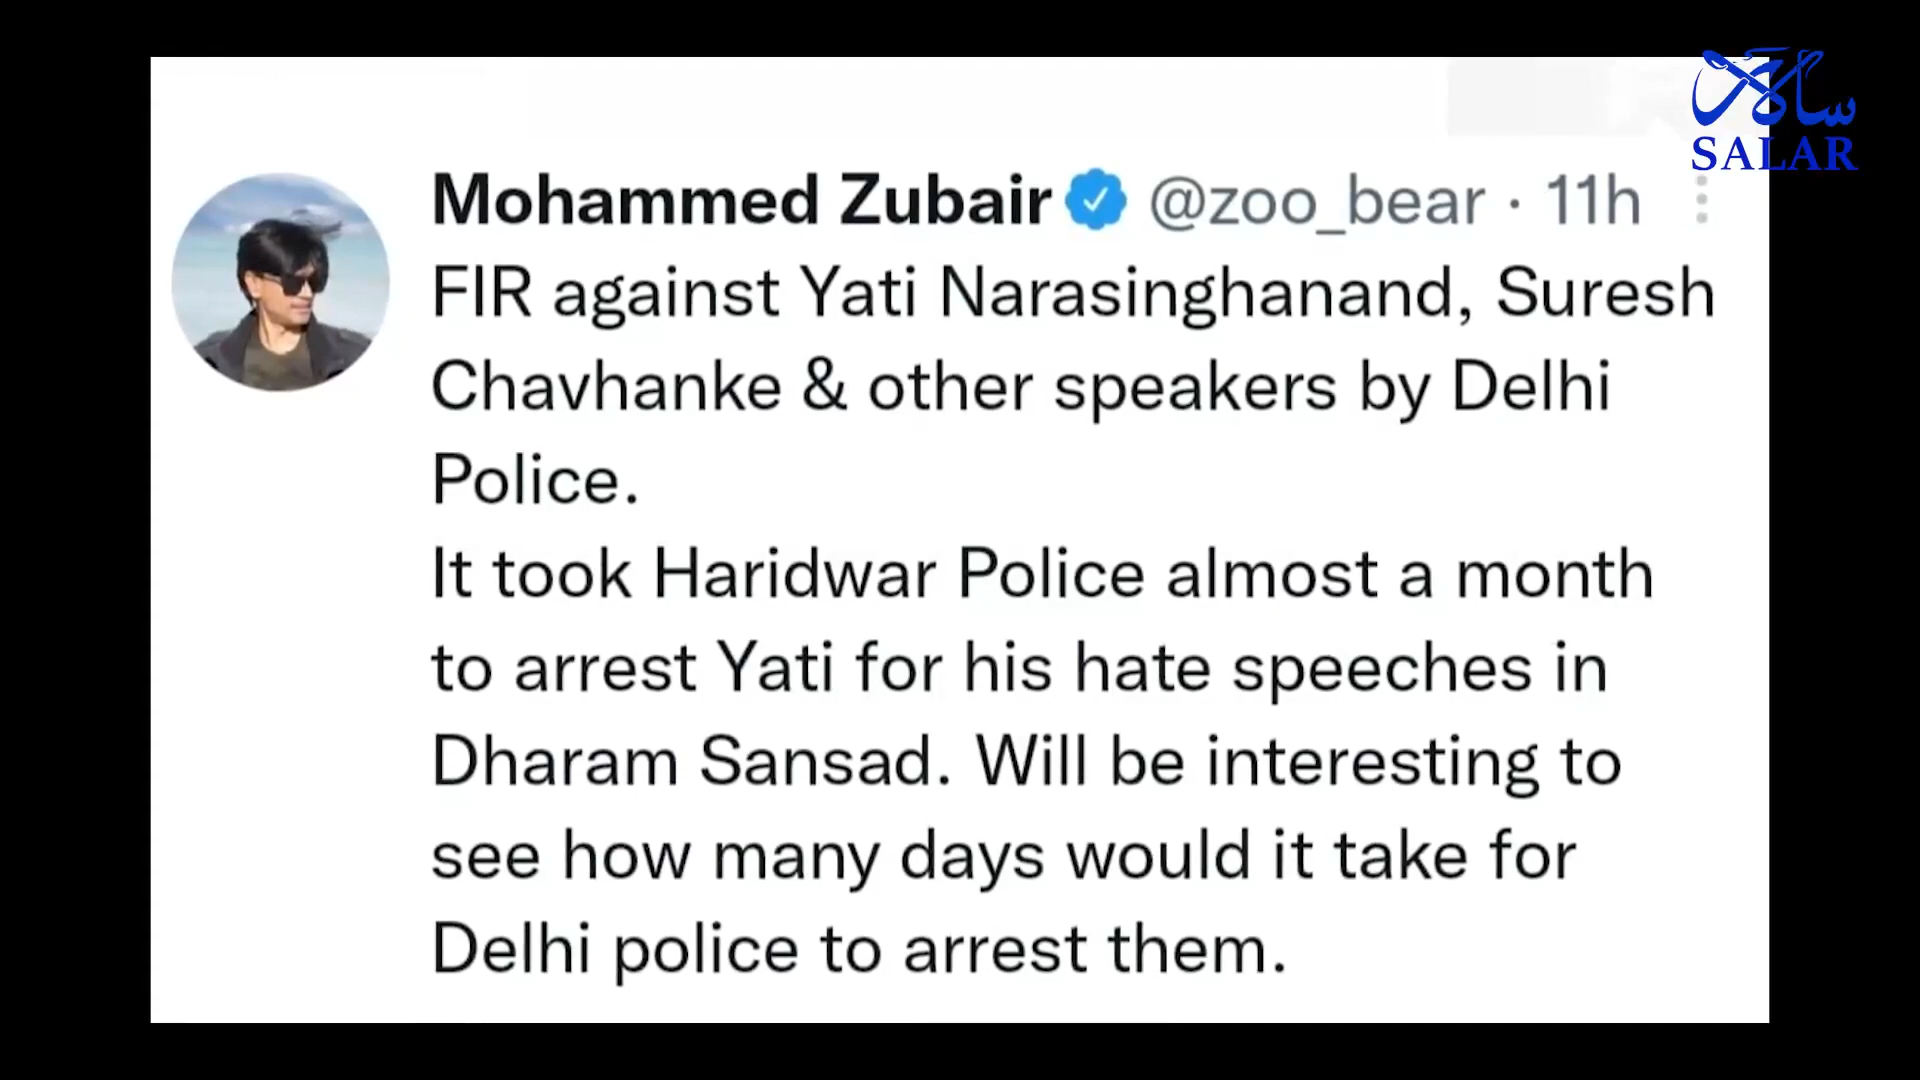 سالار
SALAR
Mohammed Zubair @zoo_bear · 11h
FIR against Yati Narasinghanand, Suresh
Chavhanke & other speakers by Delhi
Police.
It took Haridwar Police almost a month
to arrest Yati for his hate speeches in
Dharam Sansad. Will be interesting to
see how many days would it take for
Delhi police to arrest them.